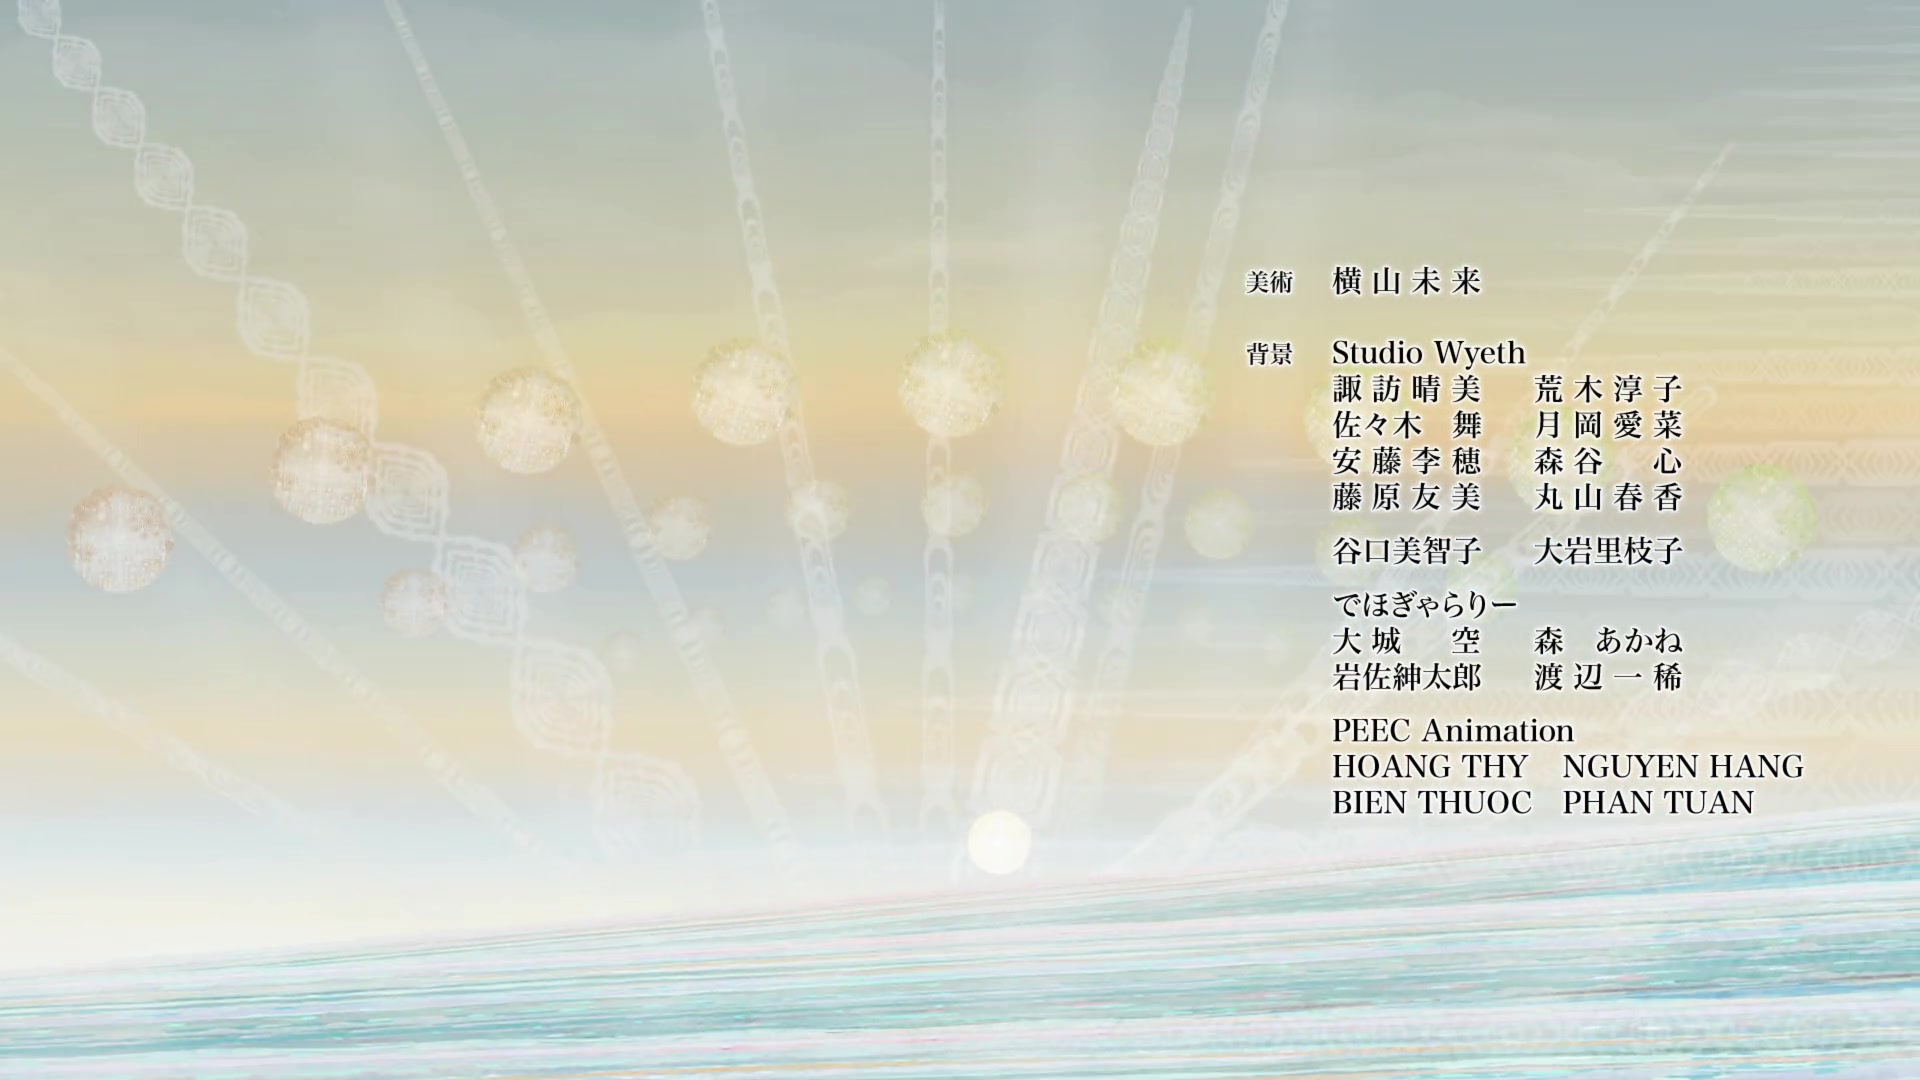 美術 横山未来
背景 Studio Wyeth
諏訪晴美 荒木淳子
佐々木 舞 月岡愛菜
安藤李穂 森谷 心
藤原友美 丸山春香
谷口美智子 大岩里枝子
でほぎゃらりー
大城 空 森 あかね
岩佐紳太郎 渡辺一稀
PEEC Animation
HOANG THY NGUYEN HANG
BIEN THUOC PHAN TUAN